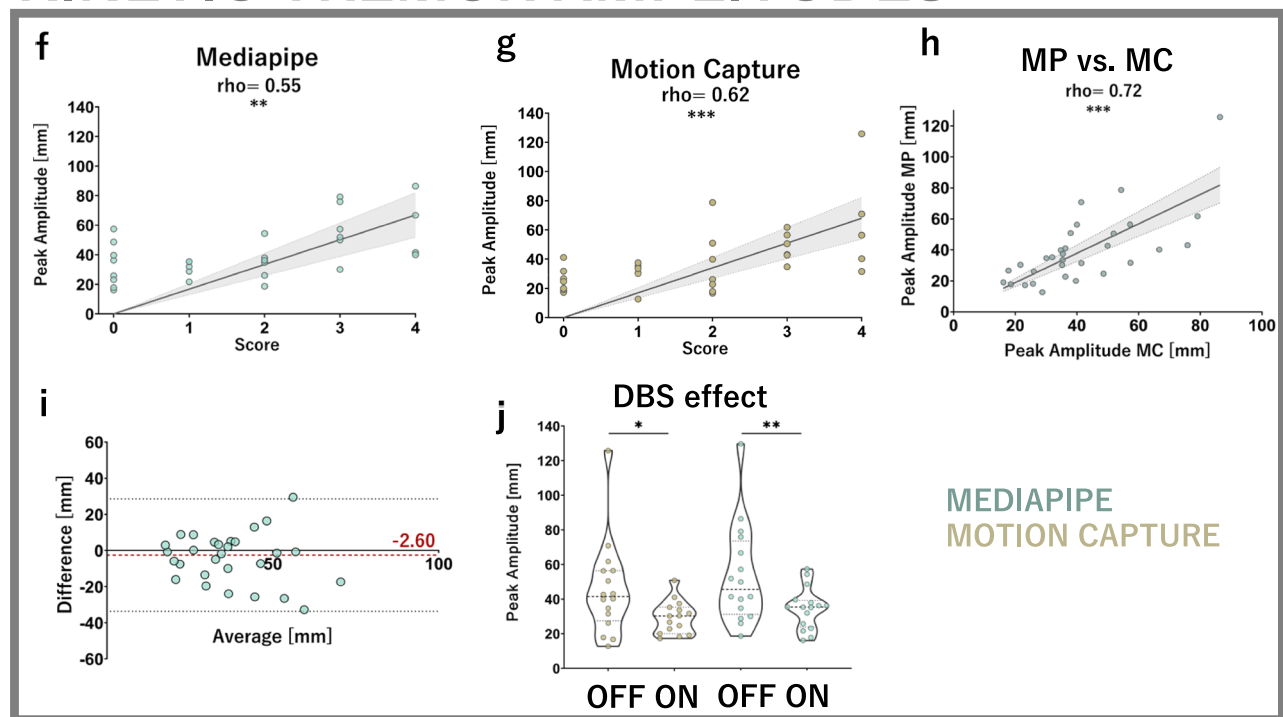 f
Mediapipe
rho= 0.55
**
Peak Amplitude [mm]
140
120
100
80
60
40
20
0
0 1 2 3 4
Score
g
Motion Capture
rho= 0.62
***
Peak Amplitude [mm]
140
120
100
80
60
40
20
0
0 1 2 3 4
Score
h
MP vs. MC
rho= 0.72
***
Peak Amplitude MP [mm]
120
100
80
60
40
20
0
0 20 40 60 80 100
Peak Amplitude MC [mm]
i
Difference [mm]
60
40
20
0
-20
-40
-60
-2.60
50 100
Average [mm]
j
DBS effect
* **
Peak Amplitude [mm]
140
120
100
80
60
40
20
0
OFF ON OFF ON
MEDIAPIPE
MOTION CAPTURE